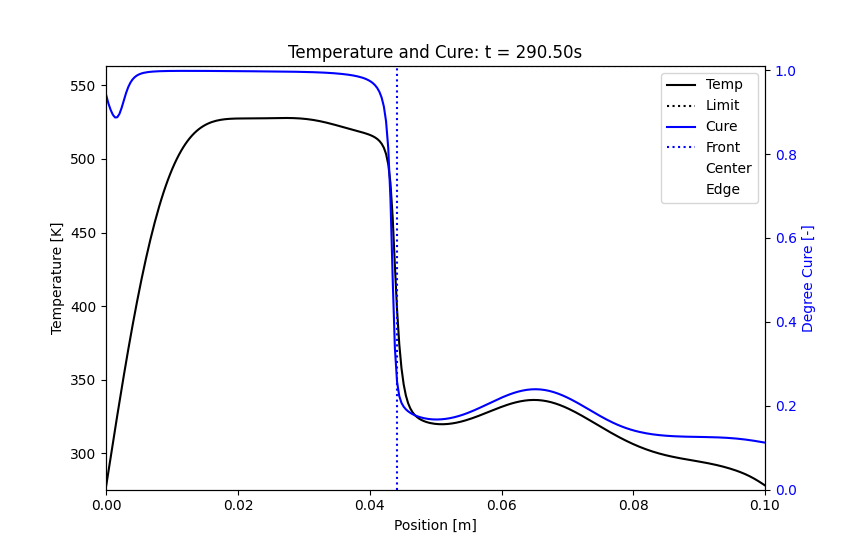 Temperature and Cure: t = 290.50s
Temperature [K]
550
500
450
400
350
300
Temp
Limit
Cure
Front
Center
Edge
1.0
0.8
0.6
0.4
0.2
0.0
Degree Cure [-]
0.00 0.02 0.04 0.06 0.08 0.10
Position [m]